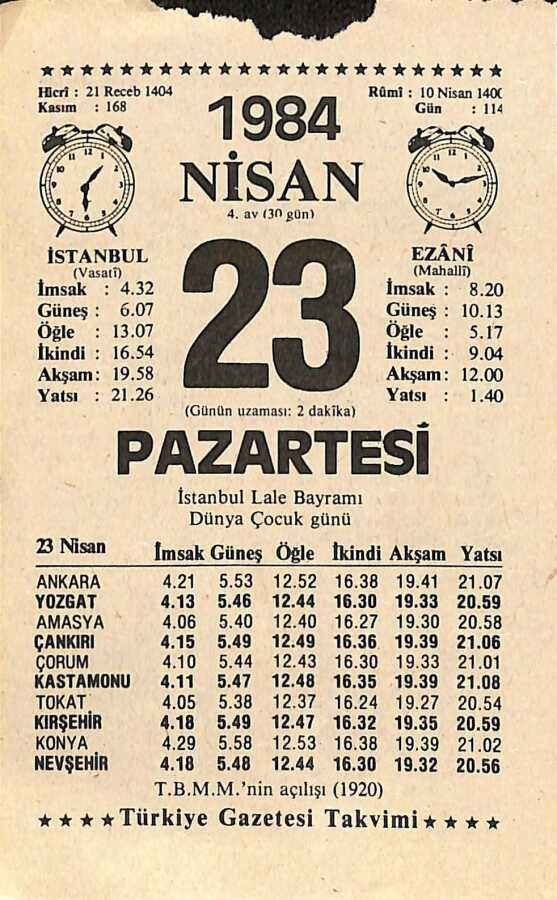 ★★★★★★★★★★★★★★★★★★★★★★★★
Hicrî : 21 Receb 1404
Kasım : 168
Rûmî : 10 Nisan 1400
Gün : 114
1984
NİSAN
4. ay (30 gün)
23
İSTANBUL
(Vasatî)
İmsak : 4.32
Güneş : 6.07
Öğle : 13.07
İkindi : 16.54
Akşam : 19.58
Yatsı : 21.26
EZÂNÎ
(Mahallî)
İmsak : 8.20
Güneş : 10.13
Öğle : 5.17
İkindi : 9.04
Akşam: 12.00
Yatsı : 1.40
(Günün uzaması: 2 dakîka)
PAZARTESİ
İstanbul Lale Bayramı
Dünya Çocuk günü
23 Nisan İmsak Güneş Öğle İkindi Akşam Yatsı
ANKARA 4.21 5.53 12.52 16.38 19.41 21.07
YOZGAT 4.13 5.46 12.44 16.30 19.33 20.59
AMASYA 4.06 5.40 12.40 16.27 19.30 20.58
ÇANKIRI 4.15 5.49 12.49 16.36 19.39 21.06
ÇORUM 4.10 5.44 12.43 16.30 19.33 21.01
KASTAMONU 4.11 5.47 12.48 16.35 19.39 21.08
TOKAT 4.05 5.38 12.37 16.24 19.27 20.54
KIRŞEHİR 4.18 5.49 12.47 16.32 19.35 20.59
KONYA 4.29 5.58 12.53 16.38 19.39 21.02
NEVŞEHİR 4.18 5.48 12.44 16.30 19.32 20.56
T.B.M.M.'nin açılışı (1920)
★★★★Türkiye Gazetesi Takvimi★★★★